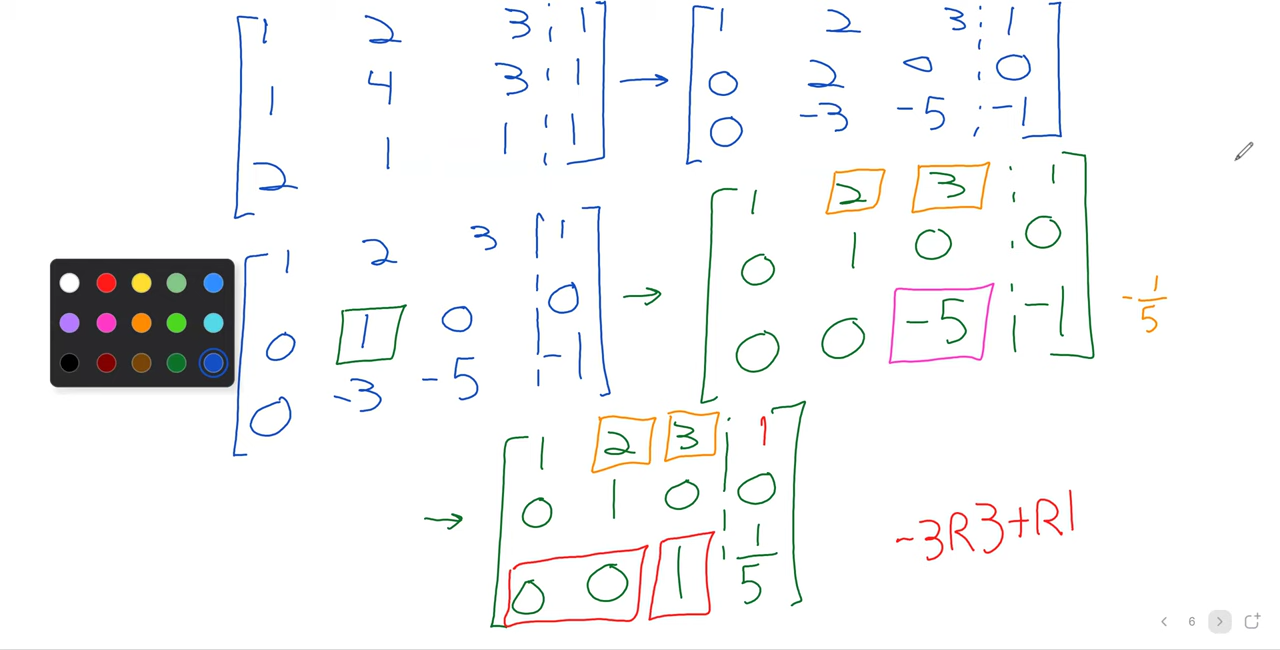 1 2 3 ¦ 1 → 1 2 3 ¦ 1
1 4 3 ¦ 1 0 2 0 ¦ 0
2 1 1 ¦ 1 0 -3 -5 ¦ -1
1 2 3 ¦ 1 → 1 2 3 ¦ 1
0 1 0 ¦ 0 0 1 0 ¦ 0
0 -3 -5 ¦ -1 0 0 -5 ¦ -1 -1/5
→ 1 2 3 ¦ 1
0 1 0 ¦ 0 -3R3+R1
0 0 1 ¦ 1/5
6